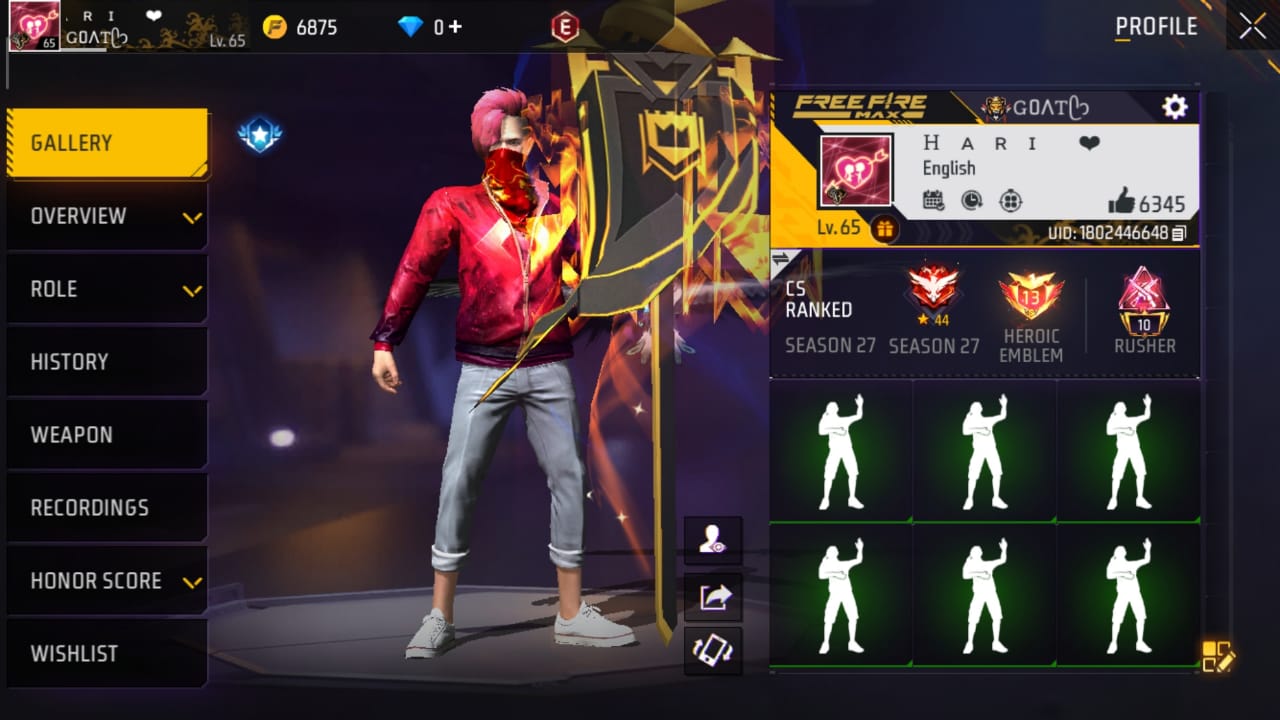 R I ❤
GOAT
65
Lv. 65
6875
0+
E
PROFILE
GALLERY
OVERVIEW
ROLE
HISTORY
WEAPON
RECORDINGS
HONOR SCORE
WISHLIST
FREE FIRE
MAX
GOAT
H A R I ❤
English
6345
Lv. 65
UID: 1802446648
CS
RANKED
SEASON 27
44
SEASON 27
13
HEROIC
EMBLEM
10
RUSHER